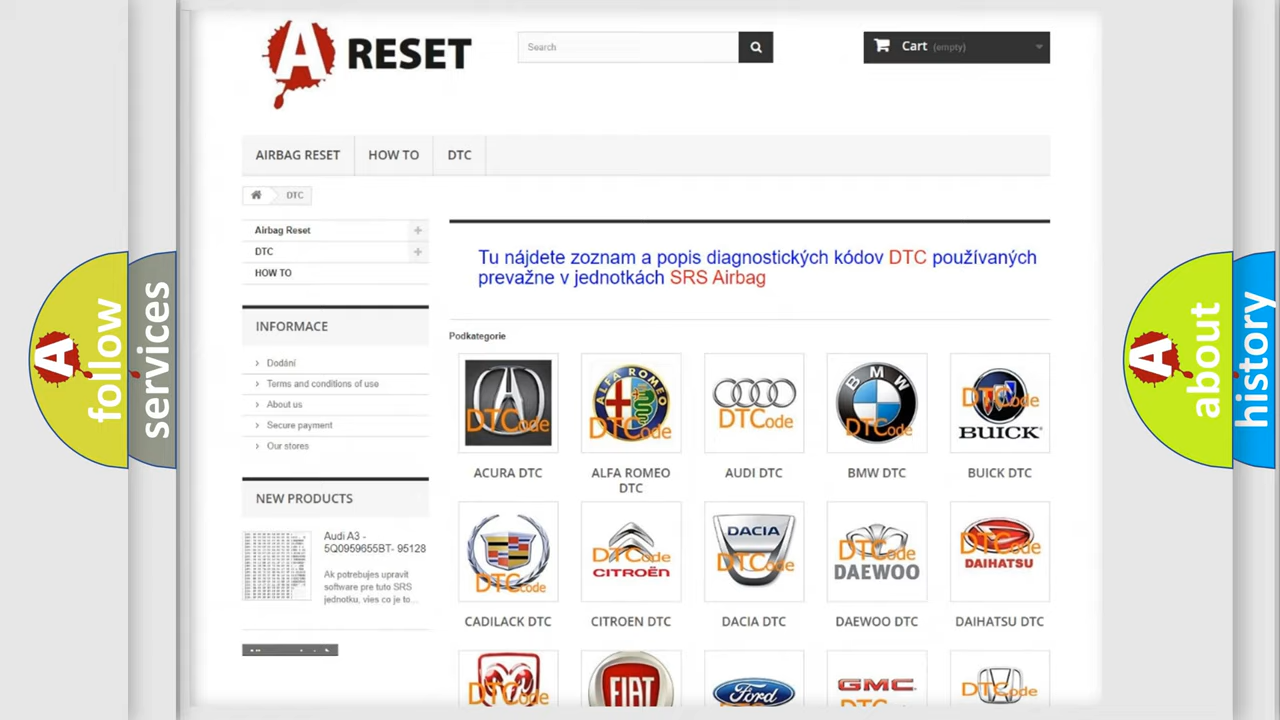 A RESET
Search
Cart (empty)
AIRBAG RESET
HOW TO
DTC
DTC
Airbag Reset
DTC
HOW TO
Tu nájdete zoznam a popis diagnostických kódov DTC používaných
prevažne v jednotkách SRS Airbag
INFORMACE
Podkategorie
Dodání
Terms and conditions of use
About us
Secure payment
Our stores
ALFA ROMEO
BMW
DTCode
DTCode
DTCode
DTCode
DTCode
BUICK
ACURA DTC
ALFA ROMEO
DTC
AUDI DTC
BMW DTC
BUICK DTC
NEW PRODUCTS
Audi A3 -
5Q0959655BT- 95128
Ak potrebujes upravit
software pre tuto SRS
jednotku, vies co je to...
DTCode
DTCode
CITROËN
DACIA
DTCode
DTCode
DAEWOO
DTCode
DAIHATSU
CADILACK DTC
CITROEN DTC
DACIA DTC
DAEWOO DTC
DAIHATSU DTC
DTCode
FIAT
Ford
GMC
DTCode
A follow
services
A about
history